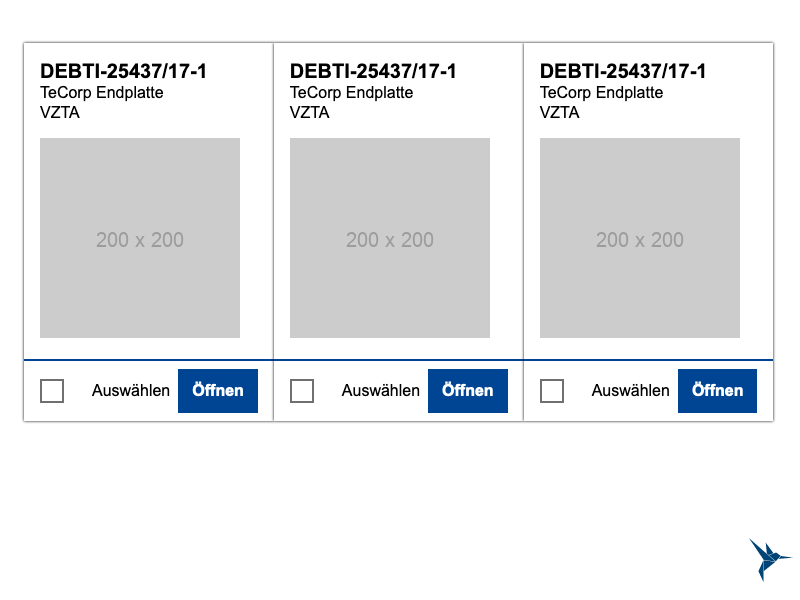 DEBTI-25437/17-1
TeCorp Endplatte
VZTA
200 x 200
Auswählen Öffnen
DEBTI-25437/17-1
TeCorp Endplatte
VZTA
200 x 200
Auswählen Öffnen
DEBTI-25437/17-1
TeCorp Endplatte
VZTA
200 x 200
Auswählen Öffnen